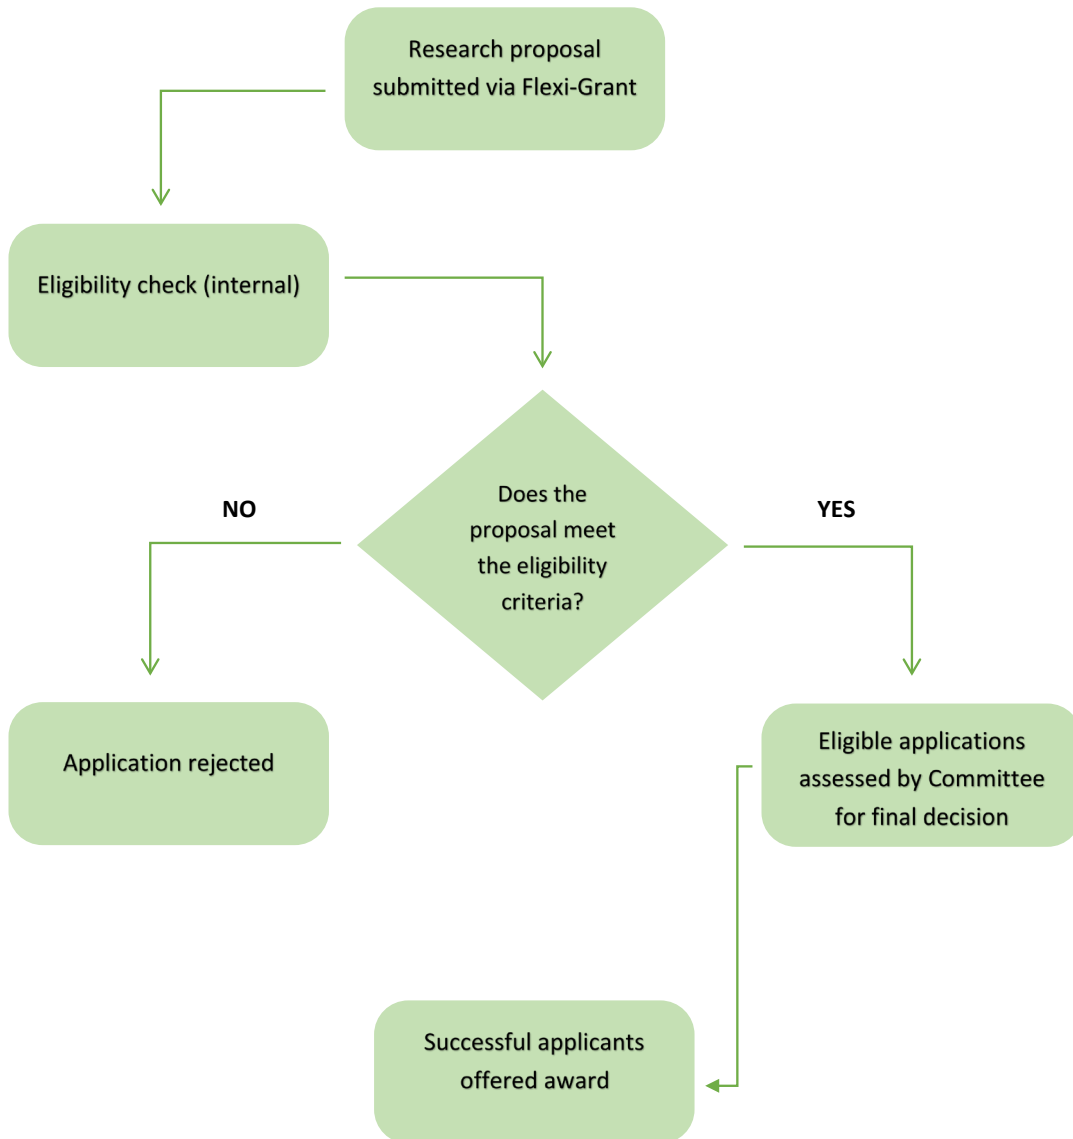 Research proposal
submitted via Flexi-Grant
Eligibility check (internal)
Does the
proposal meet
the eligibility
criteria?
NO
YES
Application rejected
Eligible applications
assessed by Committee
for final decision
Successful applicants
offered award